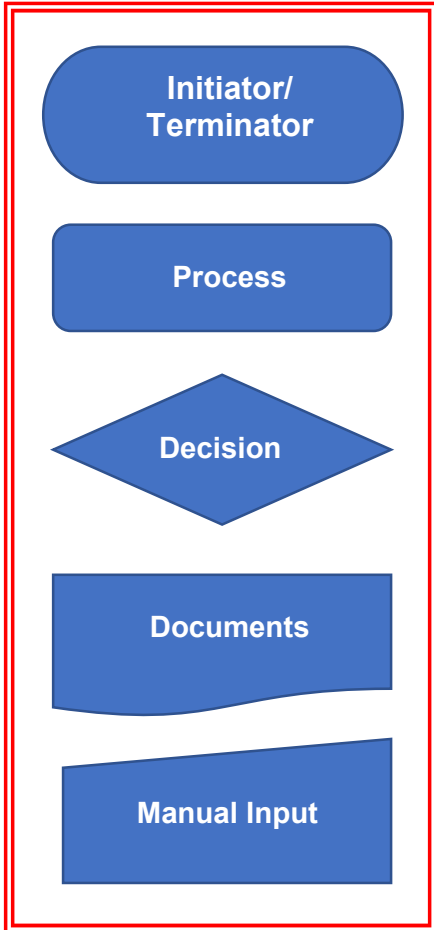 Initiator/
Terminator
Process
Decision
Documents
Manual Input